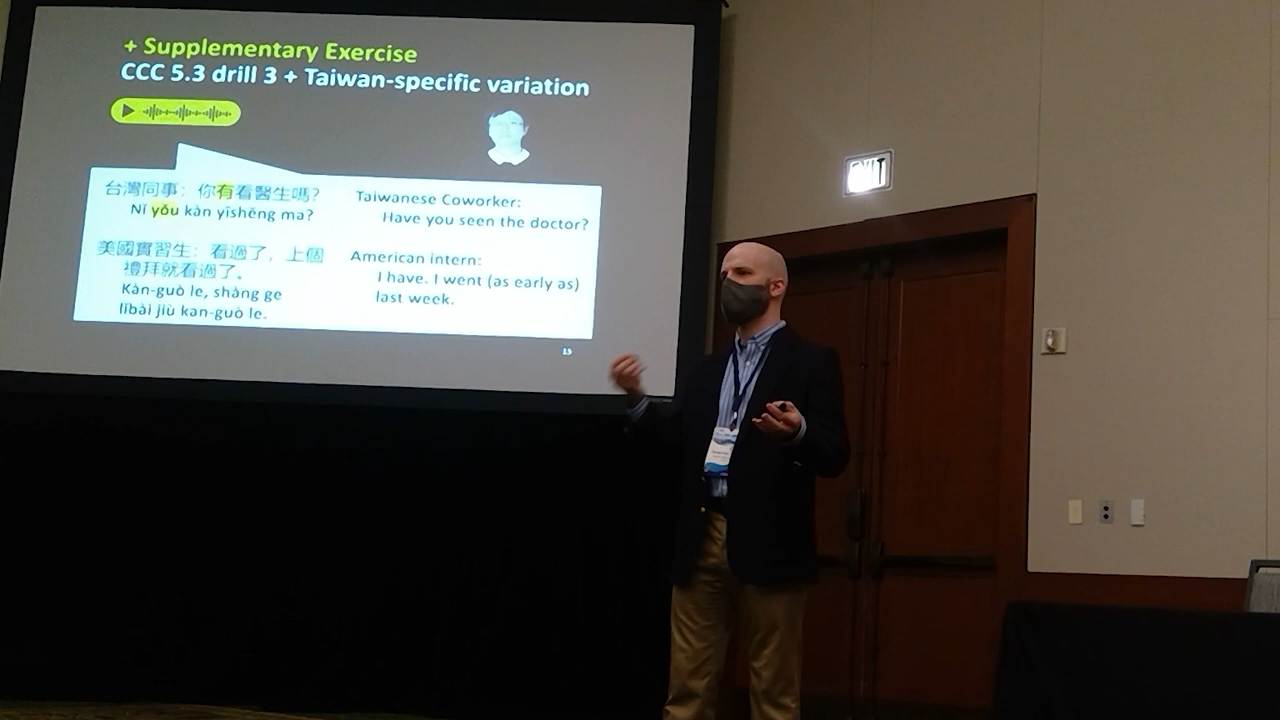 + Supplementary Exercise
CCC 5.3 drill 3 + Taiwan-specific variation
台灣同事：你有看醫生嗎？
Nǐ yǒu kàn yīshēng ma?
美國實習生：看過了，上個
禮拜就看過了。
Kàn-guò le, shàng ge
lǐbài jiù kan-guò le.
Taiwanese Coworker:
Have you seen the doctor?
American intern:
I have. I went (as early as)
last week.
15
EXIT